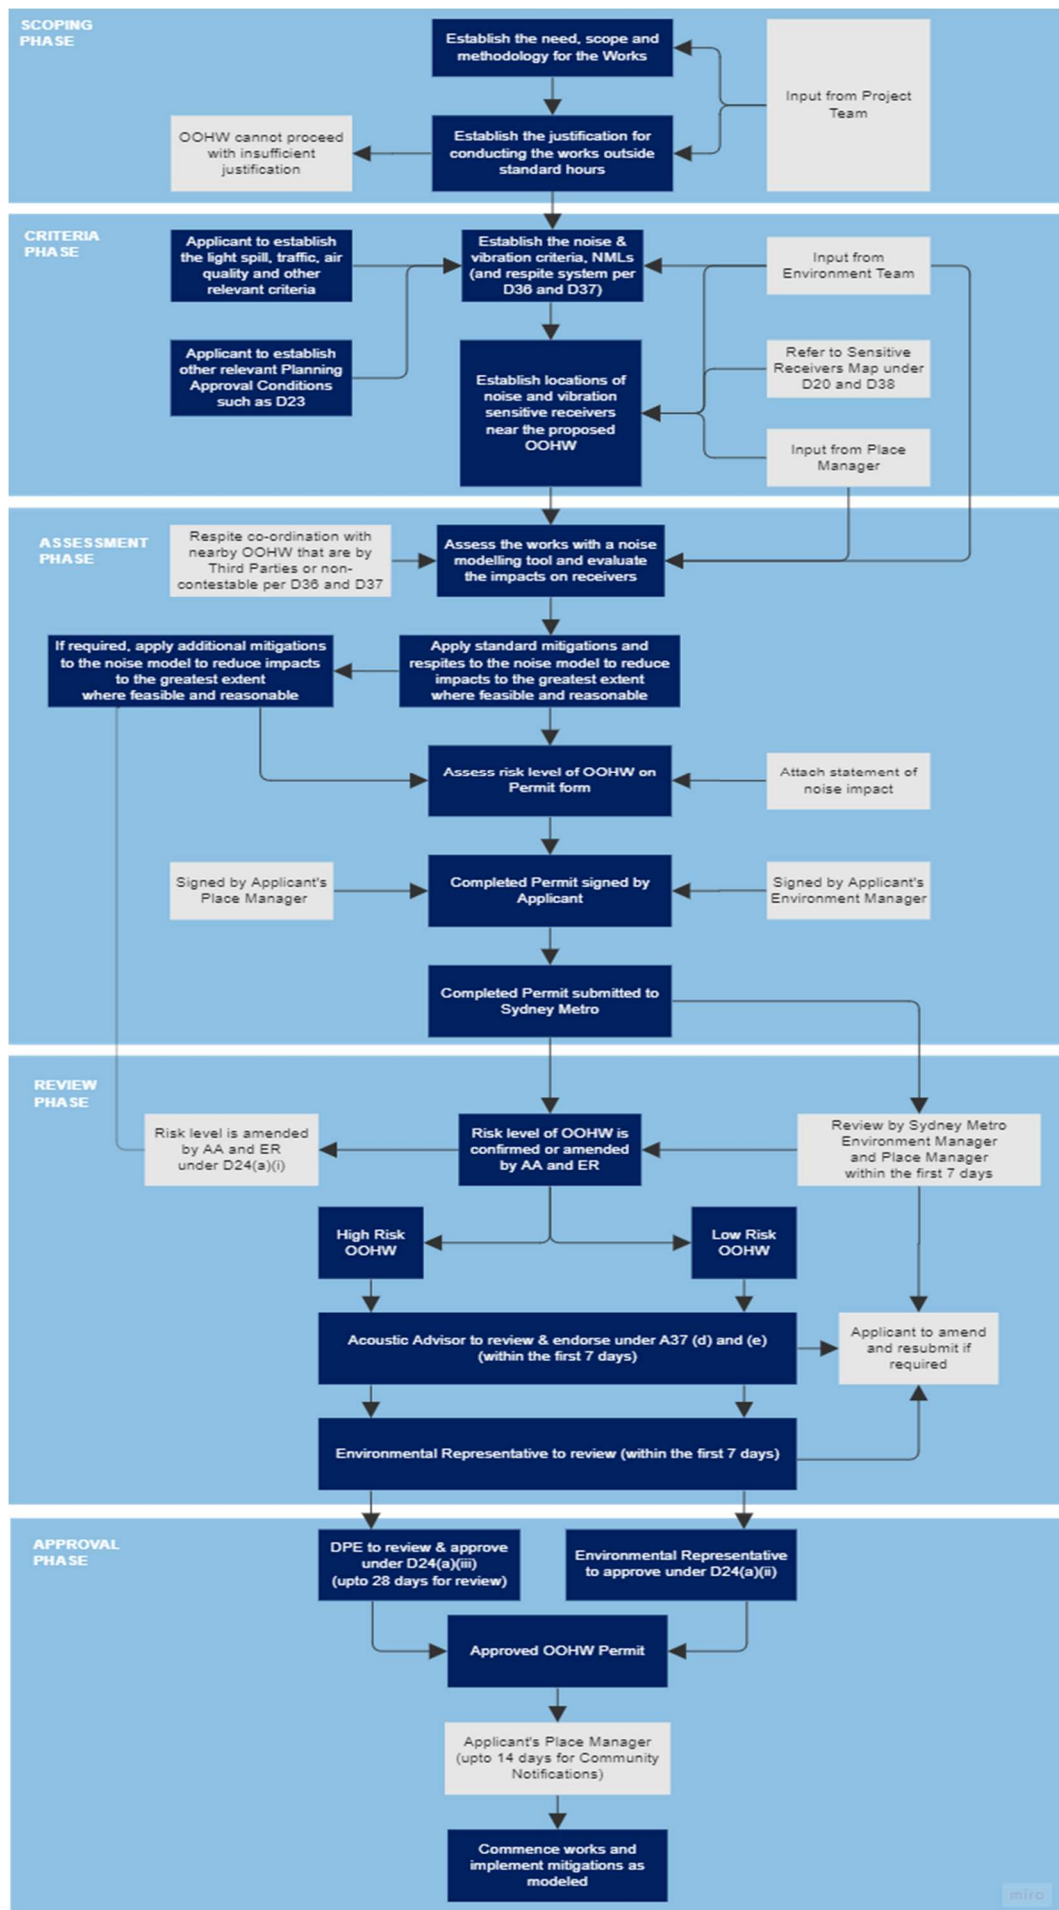 SCOPING
PHASE
Establish the need, scope and
methodology for the Works
Input from Project
Team
OOHW cannot proceed
with insufficient
justification
Establish the justification for
conducting the works outside
standard hours
CRITERIA
PHASE
Applicant to establish
the light spill, traffic, air
quality and other
relevant criteria
Establish the noise &
vibration criteria, NMLs
(and respite system per
D36 and D37)
Input from
Environment Team
Applicant to establish
other relevant Planning
Approval Conditions
such as D23
Establish locations of
noise and vibration
sensitive receivers
near the proposed
OOHW
Refer to Sensitive
Receivers Map under
D20 and D38
Input from Place
Manager
ASSESSMENT
PHASE
Respite co-ordination with
nearby OOHW that are by
Third Parties or non-
contestable per D36 and D37
Assess the works with a noise
modelling tool and evaluate
the impacts on receivers
If required, apply additional mitigations
to the noise model to reduce impacts
to the greatest extent
where feasible and reasonable
Apply standard mitigations and
respites to the noise model to reduce
impacts to the greatest extent
where feasible and reasonable
Assess risk level of OOHW on
Permit form
Attach statement of
noise impact
Signed by Applicant's
Place Manager
Completed Permit signed by
Applicant
Signed by Applicant's
Environment Manager
Completed Permit submitted to
Sydney Metro
REVIEW
PHASE
Risk level is amended
by AA and ER
under D24(a)(i)
Risk level of OOHW is
confirmed or amended
by AA and ER
Review by Sydney Metro
Environment Manager
and Place Manager
within the first 7 days
High Risk
OOHW
Low Risk
OOHW
Acoustic Advisor to review & endorse under A37 (d) and (e)
(within the first 7 days)
Applicant to amend
and resubmit if
required
Environmental Representative to review (within the first 7 days)
APPROVAL
PHASE
DPE to review & approve
under D24(a)(iii)
(upto 28 days for review)
Environmental Representative
to approve under D24(a)(ii)
Approved OOHW Permit
Applicant's Place Manager
(upto 14 days for Community
Notifications)
Commence works and
implement mitigations as
modeled
miro